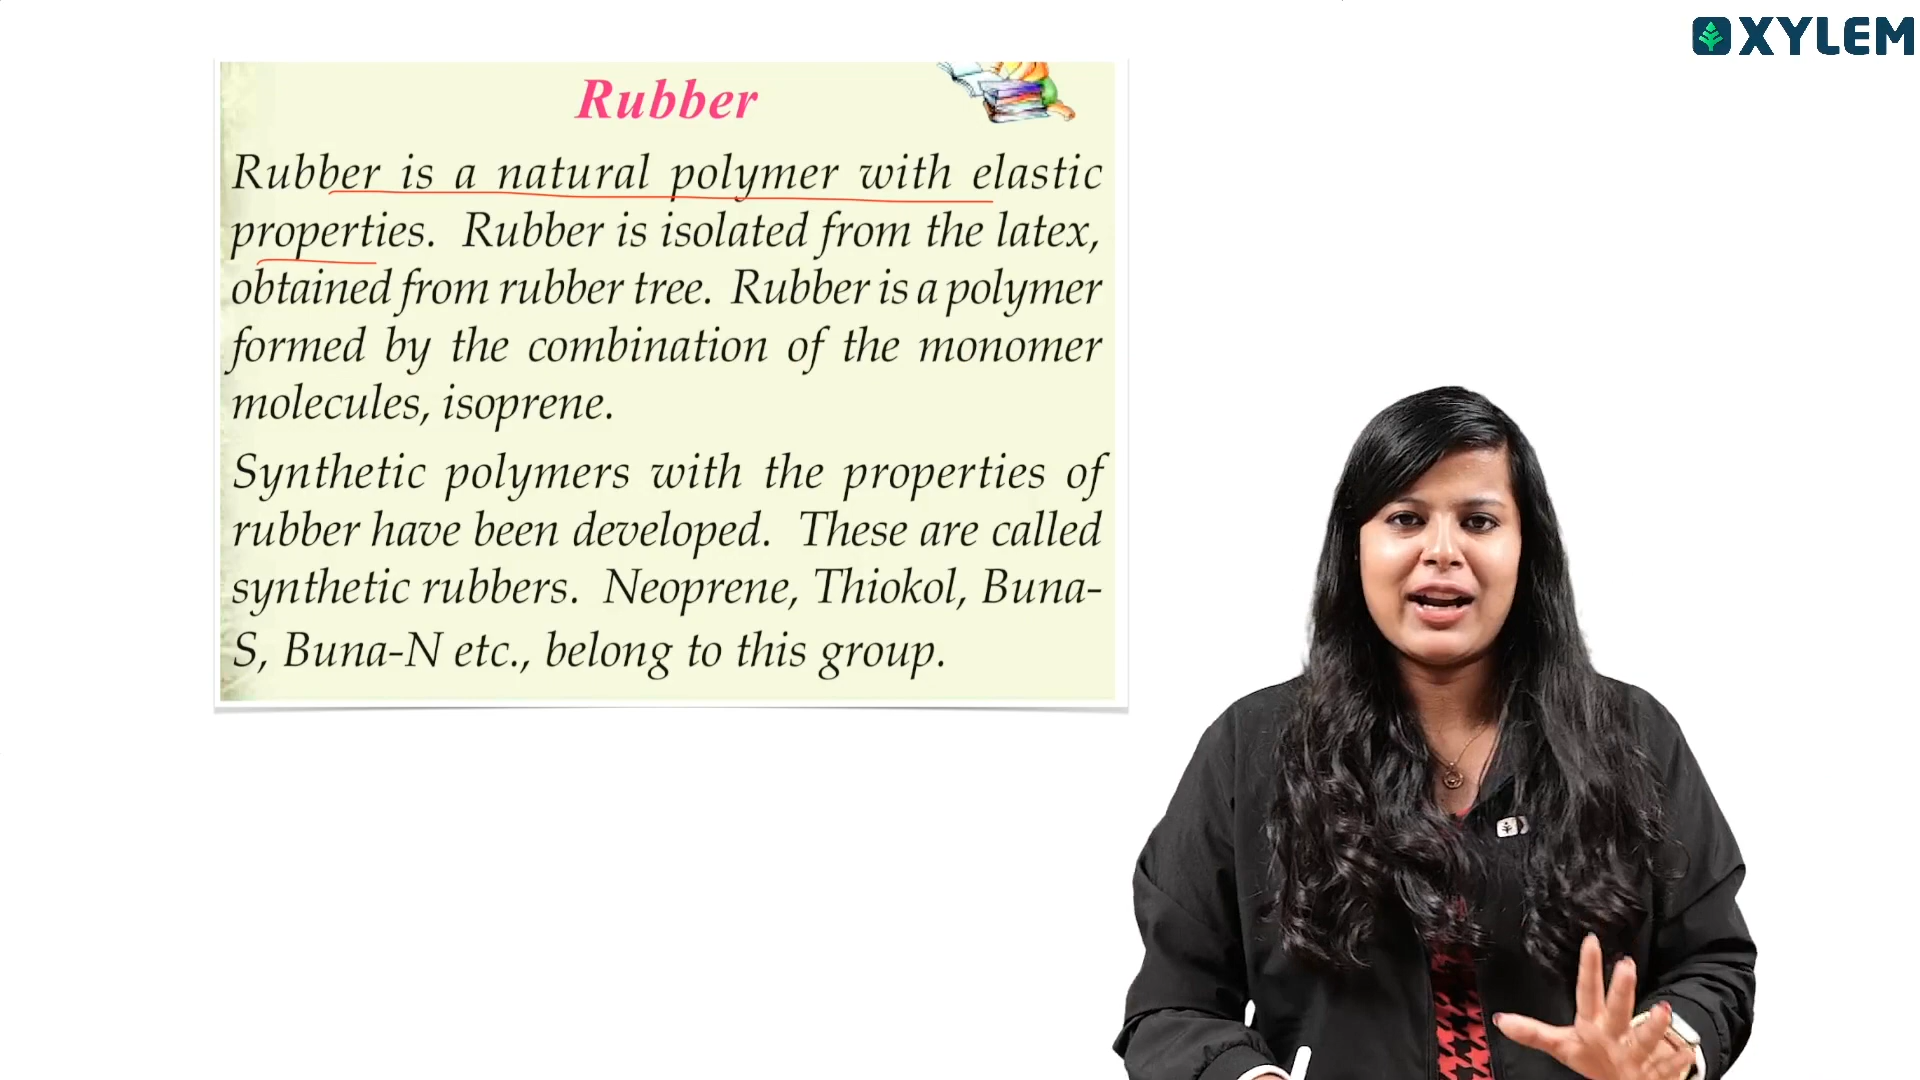 XYLEM
Rubber
Rubber is a natural polymer with elastic
properties. Rubber is isolated from the latex,
obtained from rubber tree. Rubber is a polymer
formed by the combination of the monomer
molecules, isoprene.
Synthetic polymers with the properties of
rubber have been developed. These are called
synthetic rubbers. Neoprene, Thiokol, Buna-
S, Buna-N etc., belong to this group.